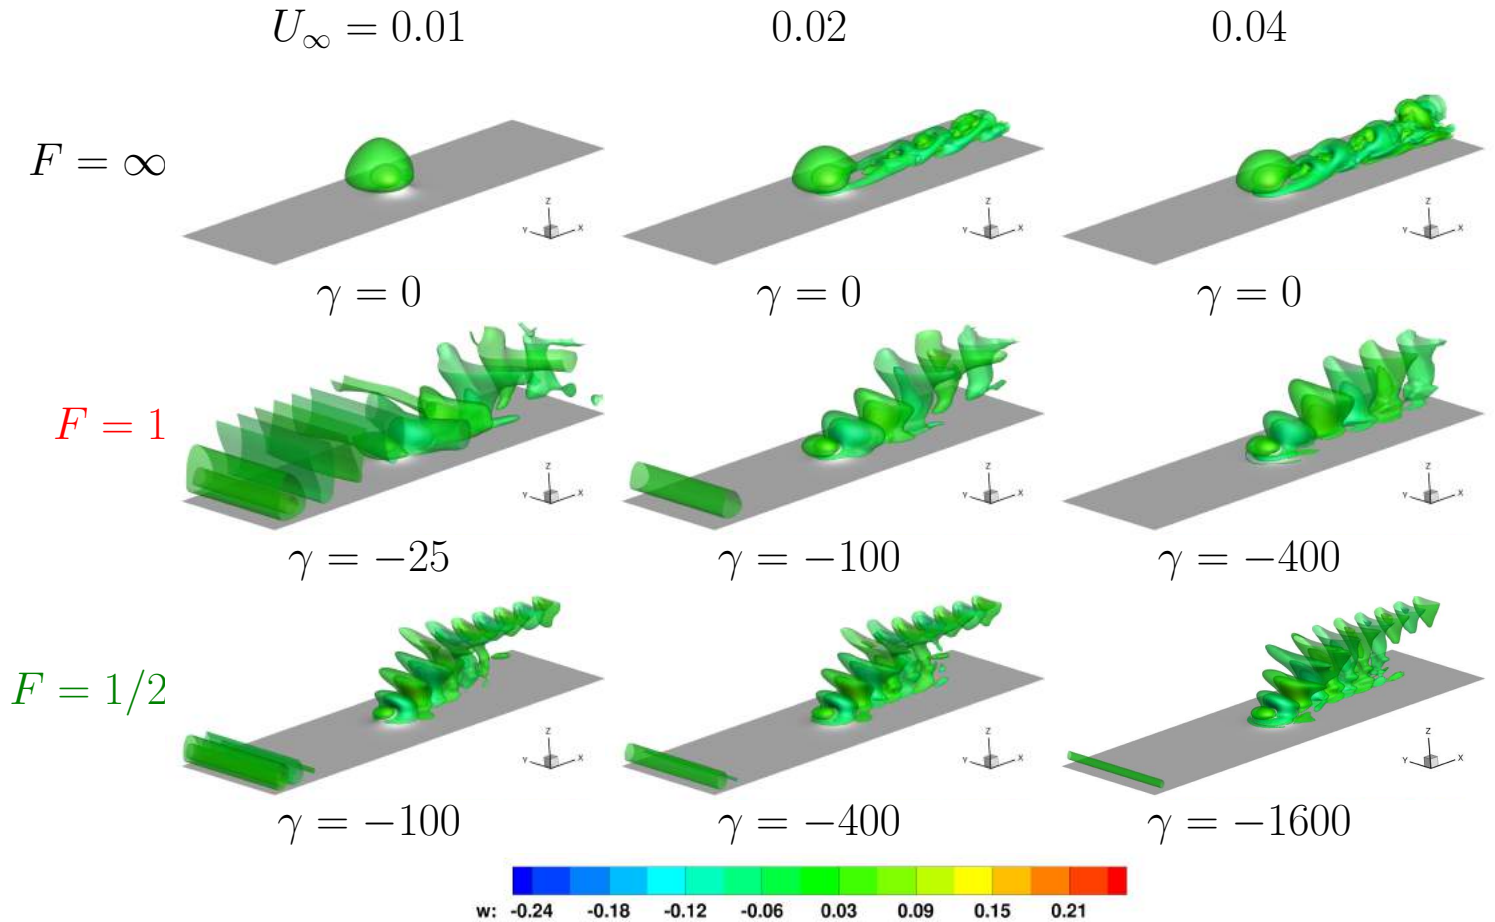 U∞ = 0.01 0.02 0.04
F = ∞
Z Y X Z Y X Z Y X
γ = 0 γ = 0 γ = 0
F = 1
Z Y X Z Y X Z Y X
γ = −25 γ = −100 γ = −400
F = 1/2
Z Y X Z Y X Z Y X
γ = −100 γ = −400 γ = −1600
w: -0.24 -0.18 -0.12 -0.06 0.03 0.09 0.15 0.21